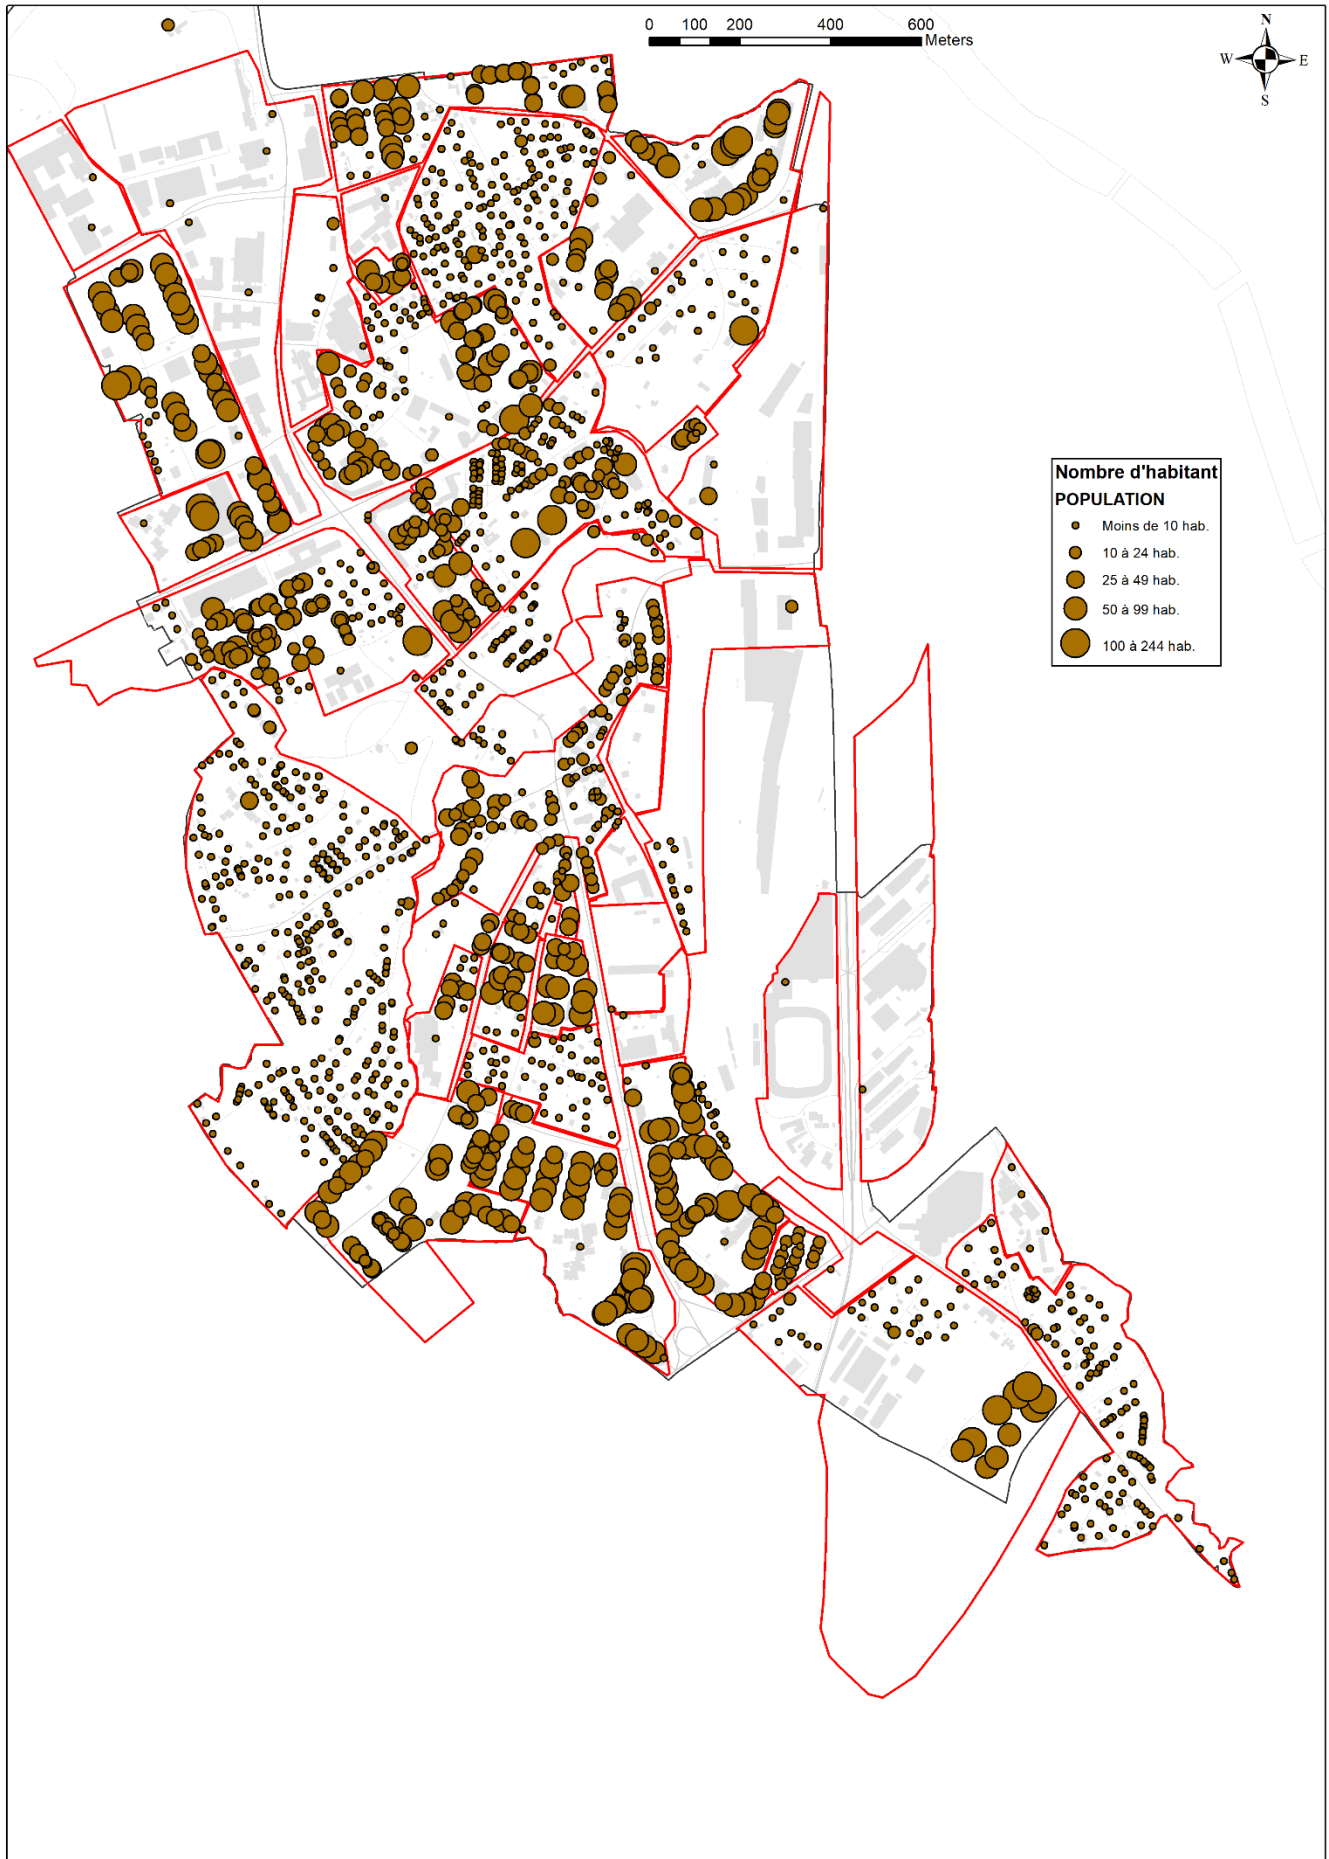 0 100 200 400 600
Meters
N
W E
S
Nombre d'habitant
POPULATION
Moins de 10 hab.
10 à 24 hab.
25 à 49 hab.
50 à 99 hab.
100 à 244 hab.